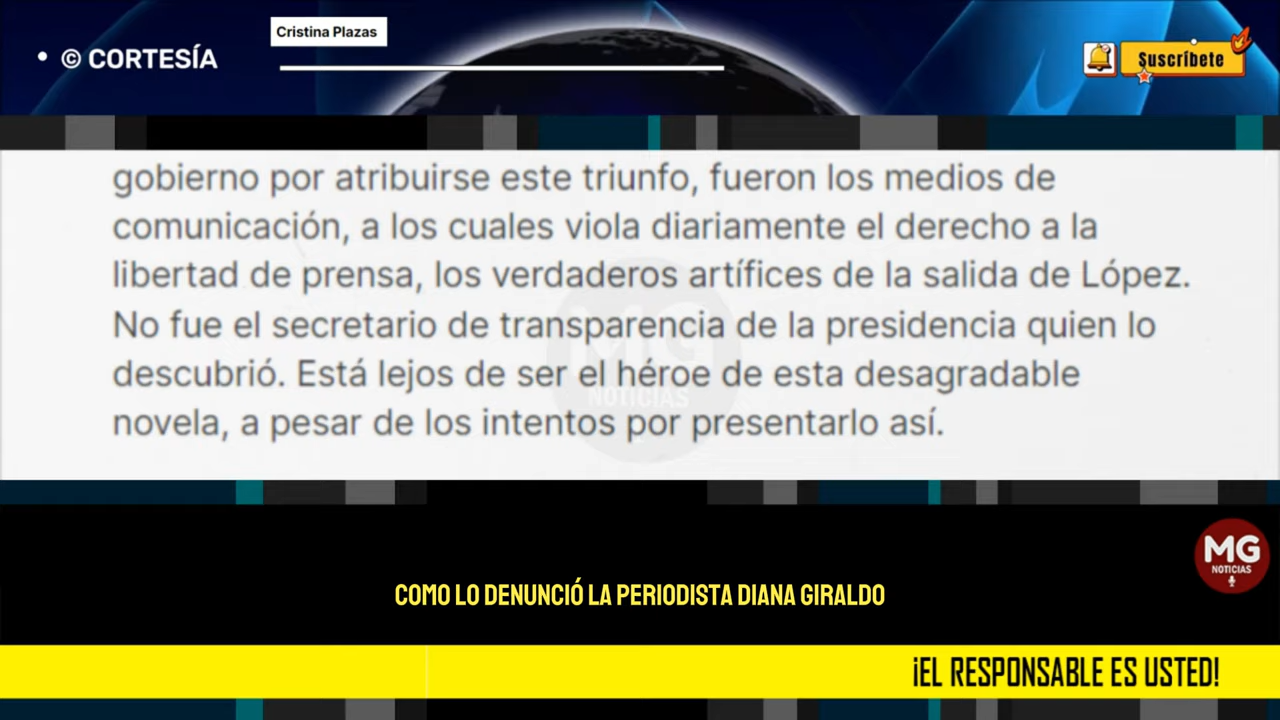 Cristina Plazas
© CORTESÍA
Suscríbete
gobierno por atribuirse este triunfo, fueron los medios de
comunicación, a los cuales viola diariamente el derecho a la
libertad de prensa, los verdaderos artífices de la salida de López.
No fue el secretario de transparencia de la presidencia quien lo
descubrió. Está lejos de ser el héroe de esta desagradable
novela, a pesar de los intentos por presentarlo así.
MG
NOTICIAS
MG
NOTICIAS
COMO LO DENUNCIÓ LA PERIODISTA DIANA GIRALDO
¡EL RESPONSABLE ES USTED!